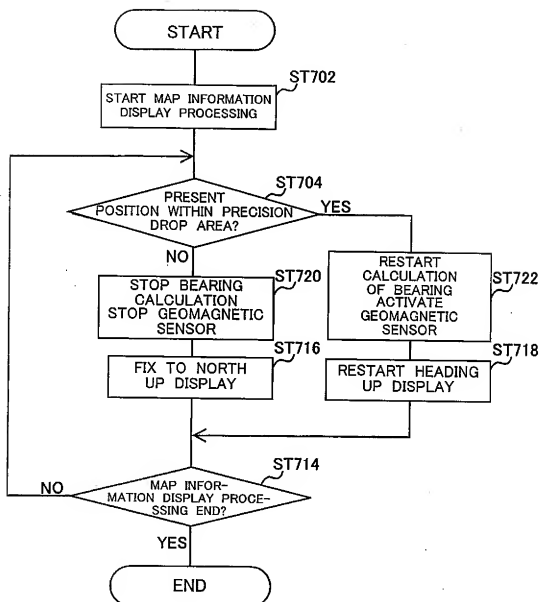 START
ST702
START MAP INFORMATION
DISPLAY PROCESSING
ST704
PRESENT
POSITION WITHIN PRECISION
DROP AREA?
YES
NO
ST720
STOP BEARING
CALCULATION
STOP GEOMAGNETIC
SENSOR
RESTART
CALCULATION
OF BEARING
ACTIVATE
GEOMAGNETIC
SENSOR
ST722
ST716
FIX TO NORTH
UP DISPLAY
ST718
RESTART HEADING
UP DISPLAY
ST714
NO
MAP INFOR-
MATION DISPLAY PROCE-
SSING END?
YES
END